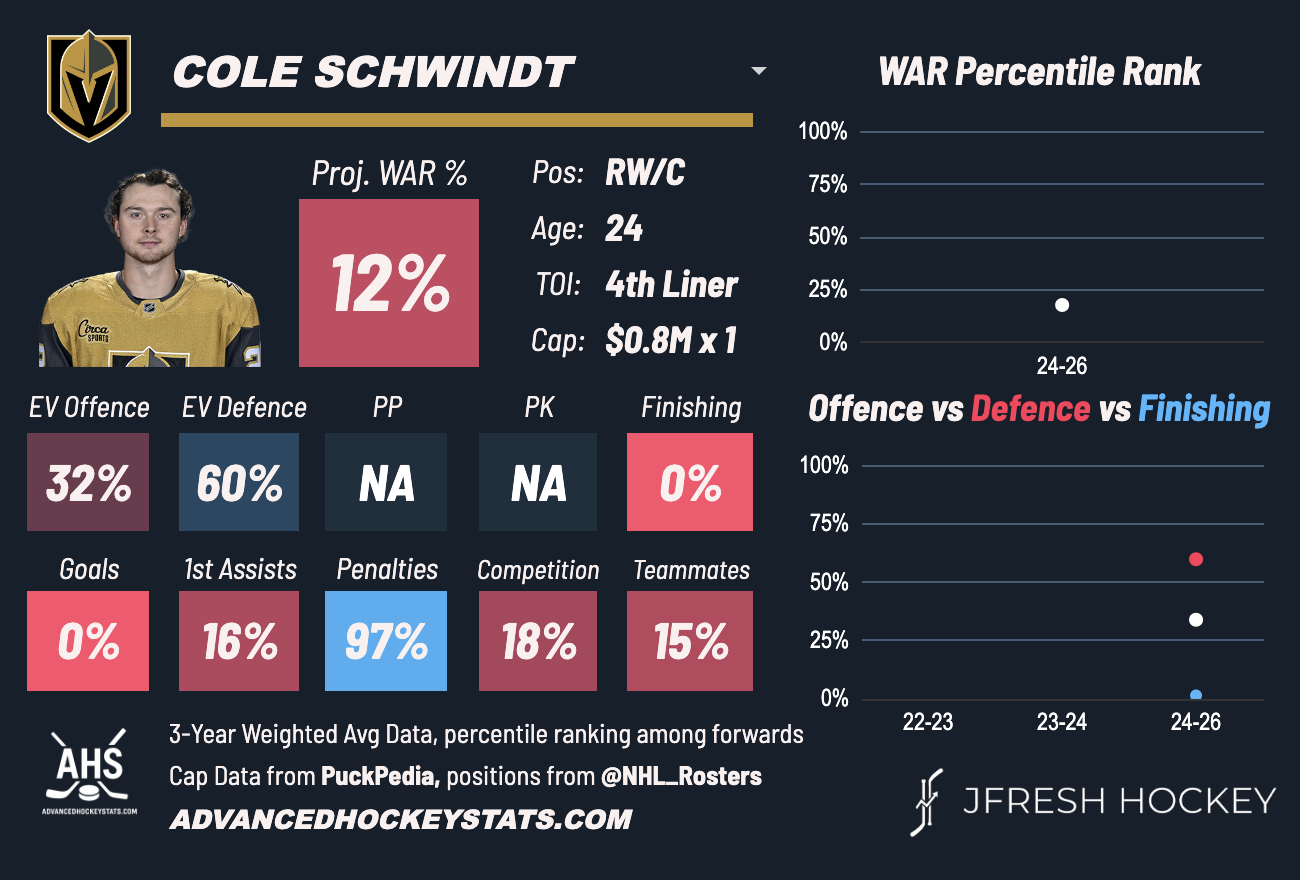 COLE SCHWINDT
WAR Percentile Rank
Proj. WAR %
12%
Pos: RW/C
Age: 24
TOI: 4th Liner
Cap: $0.8M x 1
Circa
SPORTS
100%
75%
50%
25%
0%
24-26
EV Offence EV Defence PP PK Finishing
32% 60% NA NA 0%
Goals 1st Assists Penalties Competition Teammates
0% 16% 97% 18% 15%
Offence vs Defence vs Finishing
100%
75%
50%
25%
0%
22-23 23-24 24-26
AHS
ADVANCEDHOCKEYSTATS.COM
3-Year Weighted Avg Data, percentile ranking among forwards
Cap Data from PuckPedia, positions from @NHL_Rosters
ADVANCEDHOCKEYSTATS.COM
JFRESH HOCKEY